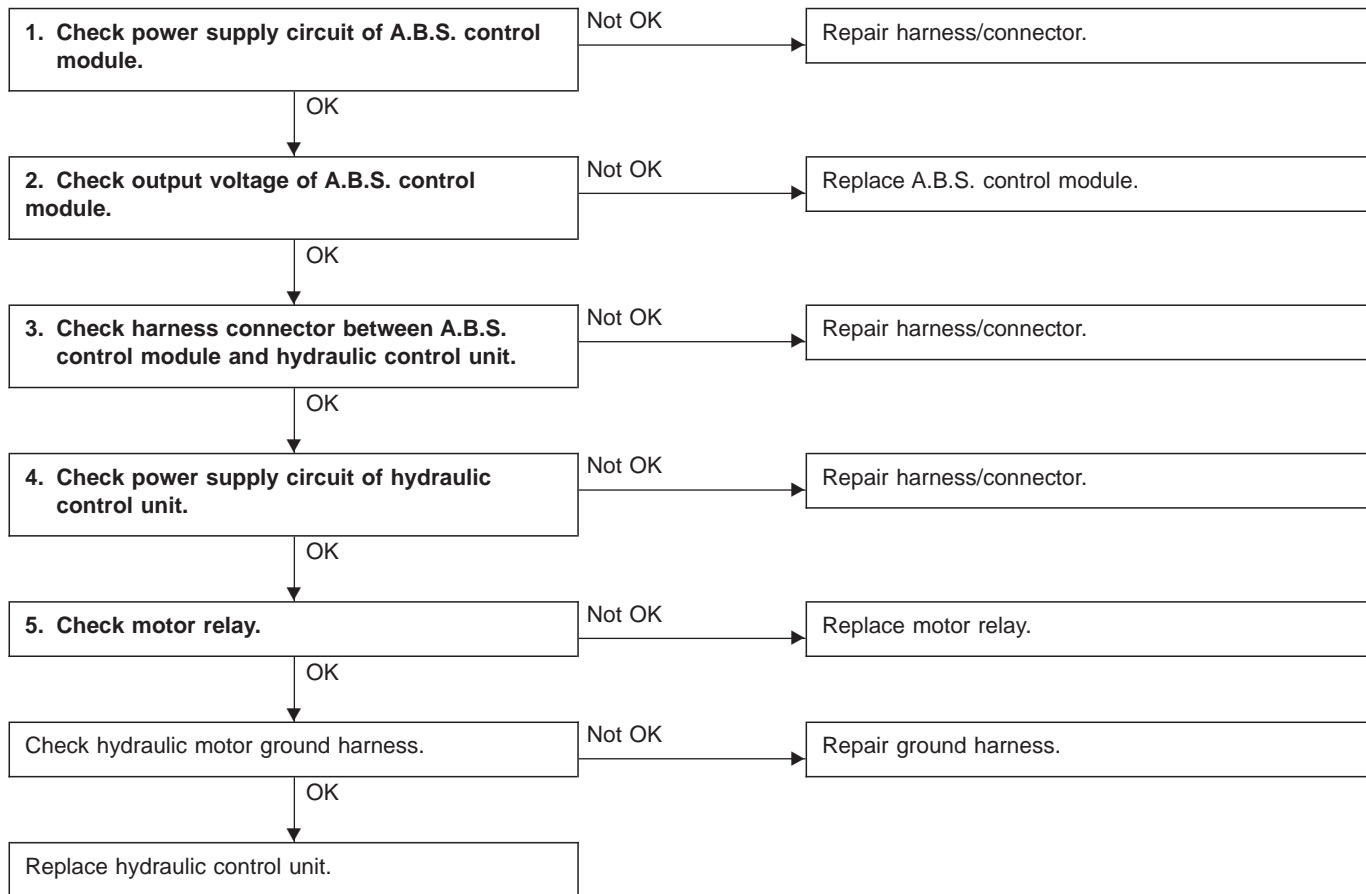 1. Check power supply circuit of A.B.S. control
module.
Not OK
Repair harness/connector.
OK
2. Check output voltage of A.B.S. control
module.
Not OK
Replace A.B.S. control module.
OK
3. Check harness connector between A.B.S.
control module and hydraulic control unit.
Not OK
Repair harness/connector.
OK
4. Check power supply circuit of hydraulic
control unit.
Not OK
Repair harness/connector.
OK
5. Check motor relay.
Not OK
Replace motor relay.
OK
Check hydraulic motor ground harness.
Not OK
Repair ground harness.
OK
Replace hydraulic control unit.